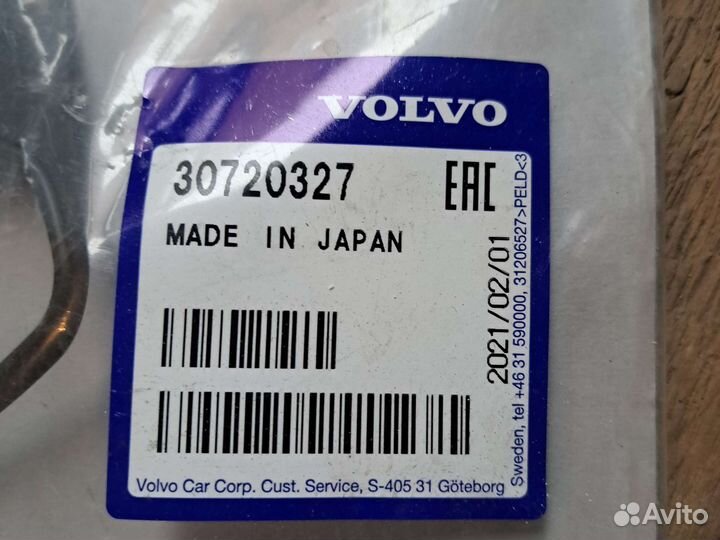 VOLVO
30720327
EAC
MADE IN JAPAN
2021/02/01
Sweden, tel +46 31 590000, 31206527>PELD<3
Volvo Car Corp. Cust. Service, S-405 31 Göteborg
Avito